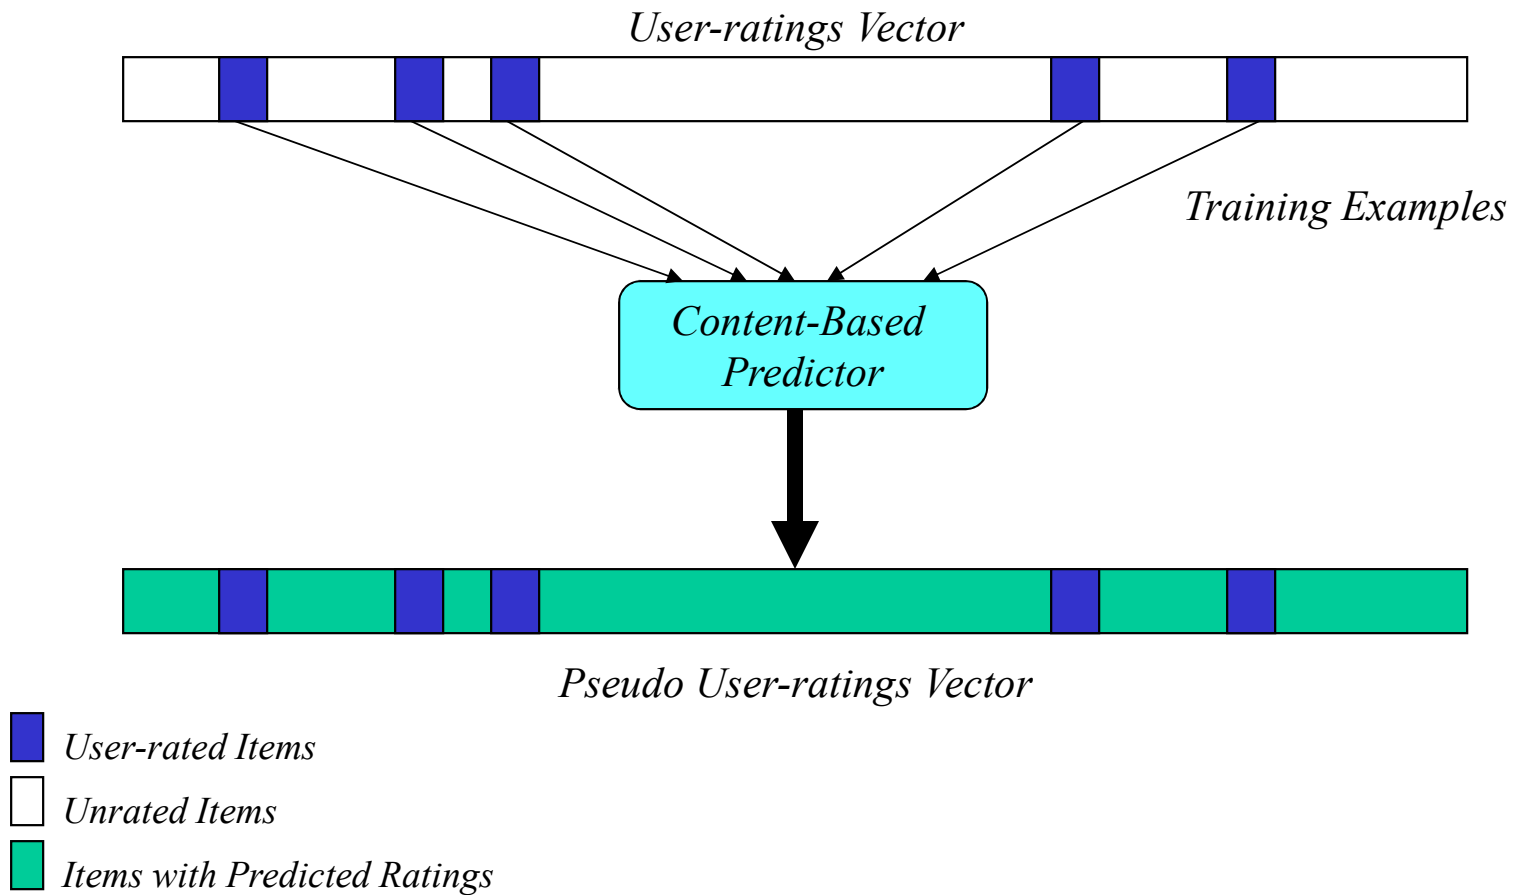 User-ratings Vector
Training Examples
Content-Based
Predictor
Pseudo User-ratings Vector
User-rated Items
Unrated Items
Items with Predicted Ratings